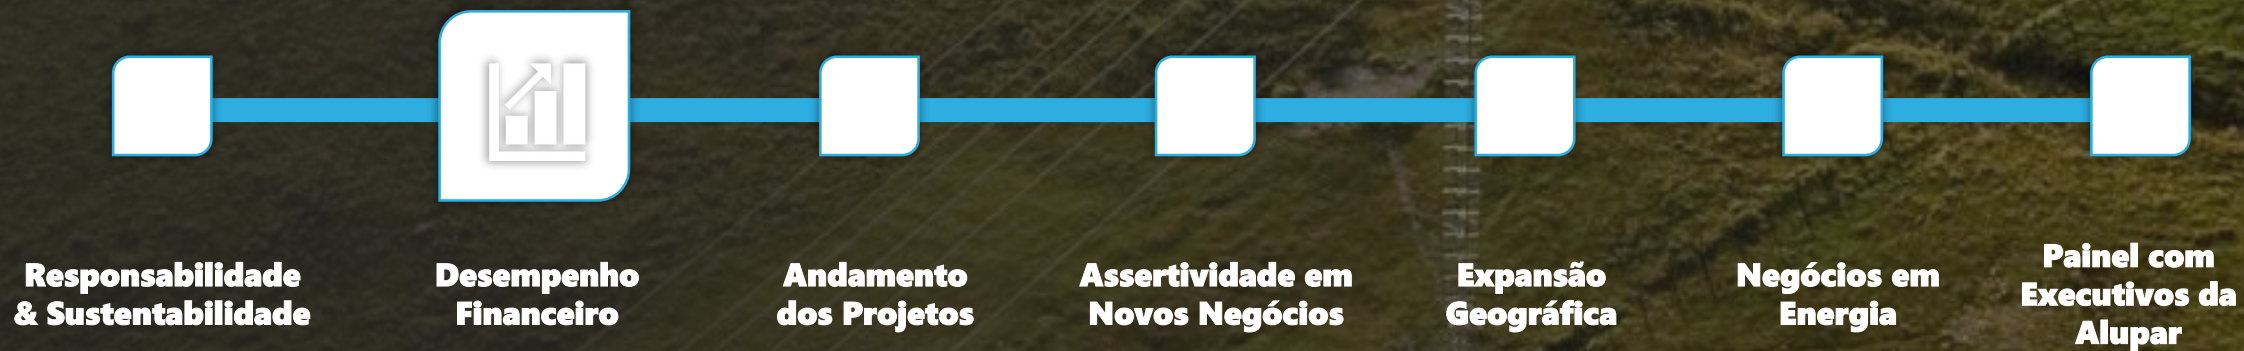 Responsabilidade
& Sustentabilidade
Desempenho
Financeiro
Andamento
dos Projetos
Assertividade em
Novos Negócios
Expansão
Geográfica
Negócios em
Energia
Painel com
Executivos da
Alupar